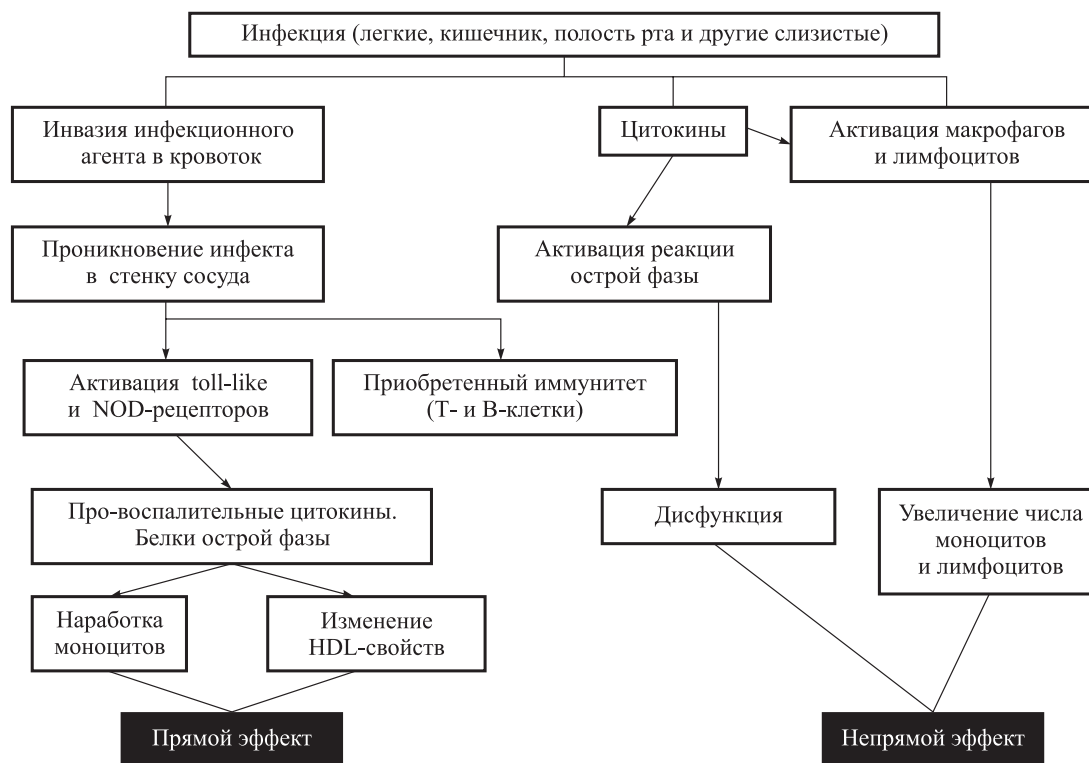 Инфекция (легкие, кишечник, полость рта и другие слизистые)
Инвазия инфекционного
агента в кровоток
Цитокины
Активация макрофагов
и лимфоцитов
Проникновение инфекта
в стенку сосуда
Активация реакции
острой фазы
Активация toll-like
и NOD-рецепторов
Приобретенный иммунитет
(Т- и В-клетки)
Про-воспалительные цитокины.
Белки острой фазы
Дисфункция
Увеличение числа
моноцитов
и лимфоцитов
Наработка
моноцитов
Изменение
HDL-свойств
Прямой эффект
Непрямой эффект